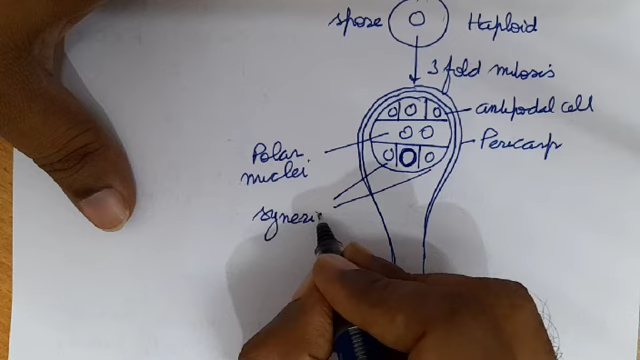 spore Haploid
3 fold mitosis
antipodal cell
Pericarp
Polar
nuclei
synergi